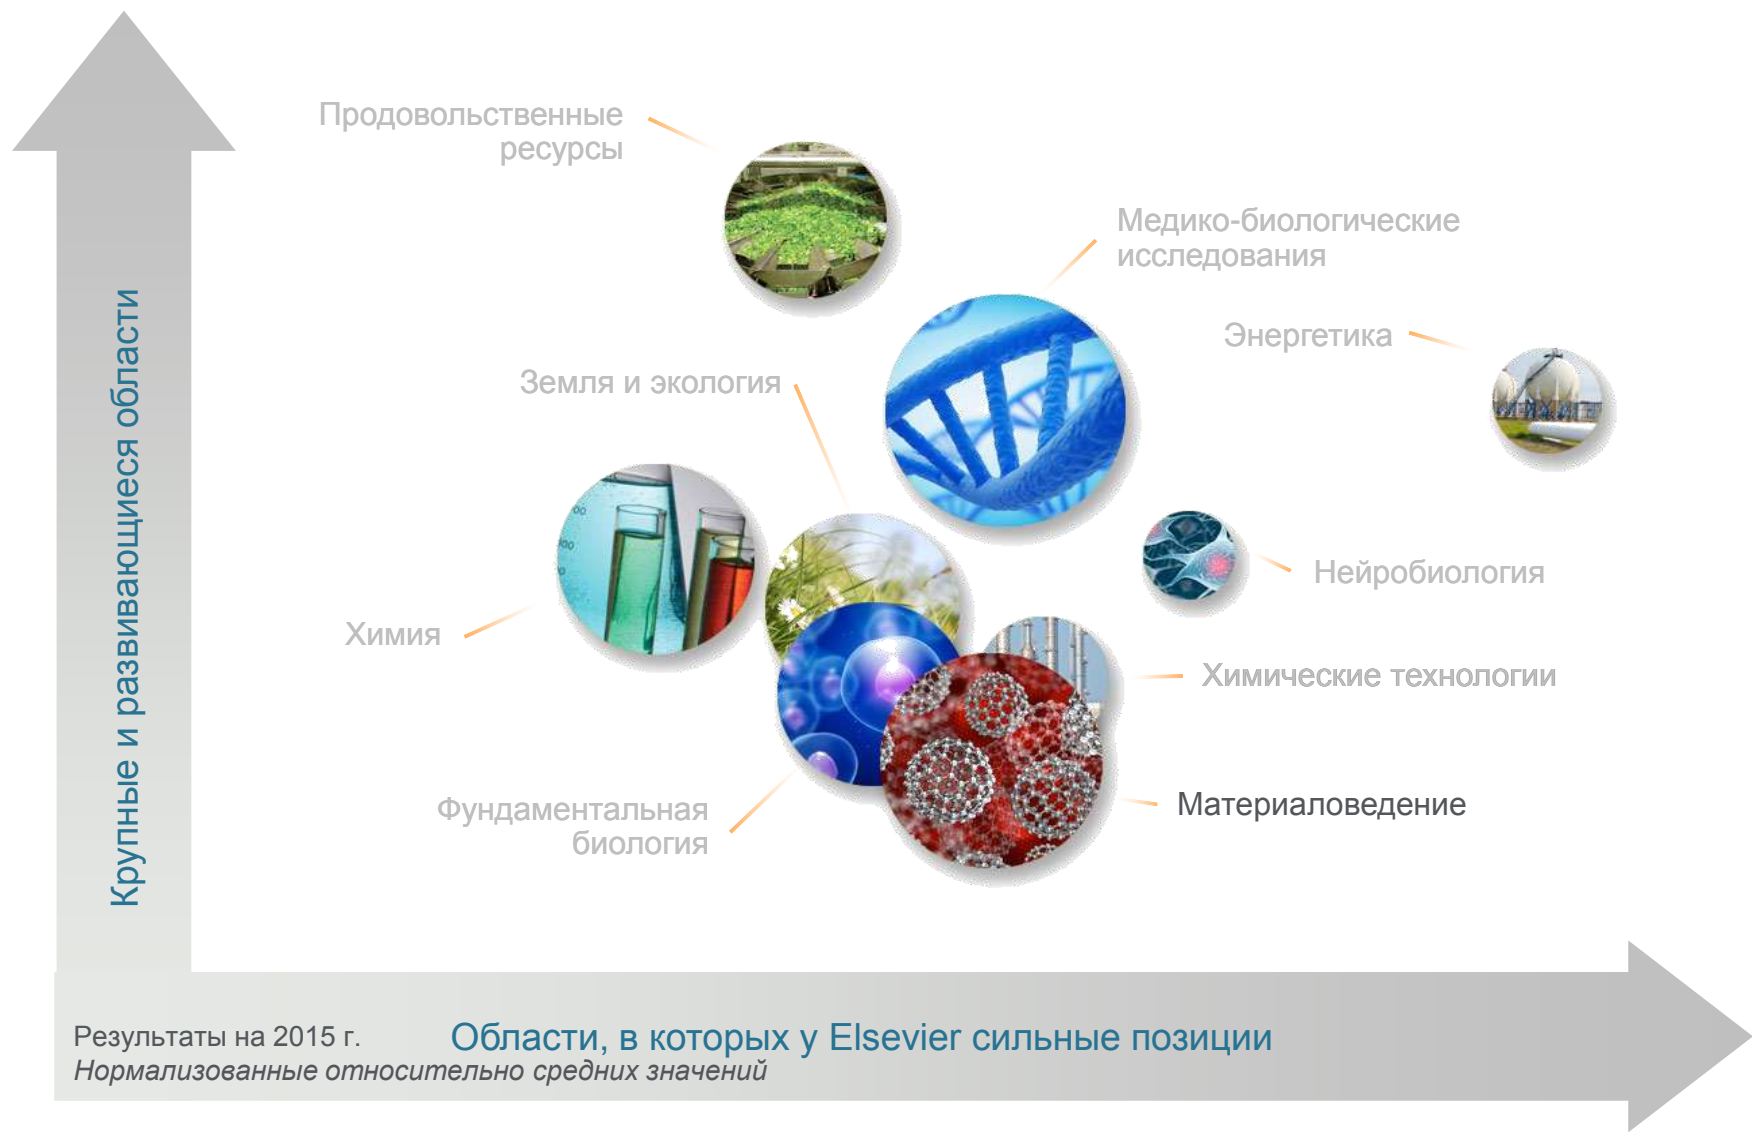 Продовольственные
ресурсы
Медико-биологические
исследования
Энергетика
Земля и экология
Крупные и развивающиеся области
Нейробиология
Химия
Химические технологии
Материаловедение
Фундаментальная
биология
Результаты на 2015 г.
Области, в которых у Elsevier сильные позиции
Нормализованные относительно средних значений